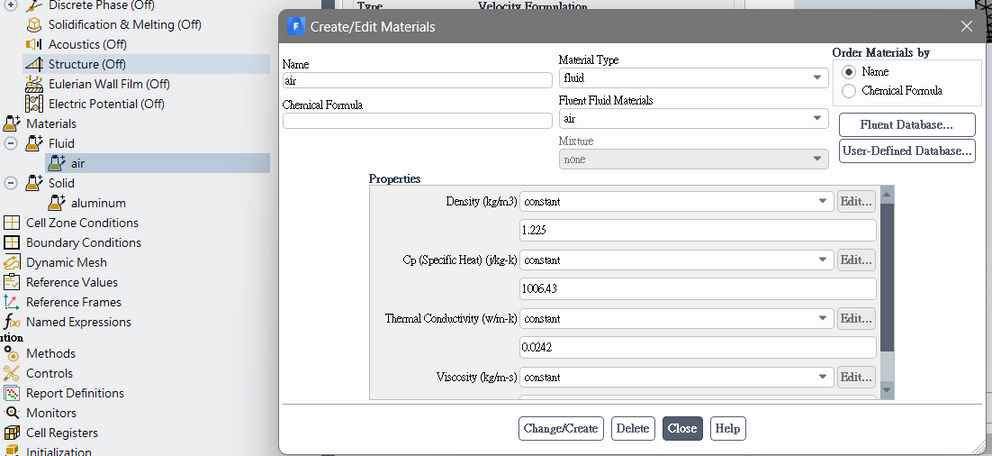 Discrete Phase (Off)
Solidification & Melting (Off)
Acoustics (Off)
Structure (Off)
Eulerian Wall Film (Off)
Electric Potential (Off)
Materials
Fluid
air
Solid
aluminum
Cell Zone Conditions
Boundary Conditions
Dynamic Mesh
Reference Values
Reference Frames
Named Expressions
ution
Methods
Controls
Report Definitions
Monitors
Cell Registers
Initialization
Type
Velocity Formulation
F
Create/Edit Materials
Name
air
Chemical Formula
Material Type
fluid
Fluent Fluid Materials
air
Mixture
none
Order Materials by
Name
Chemical Formula
Fluent Database...
User-Defined Database...
Properties
Density (kg/m3) constant Edit...
1.225
Cp (Specific Heat) (j/kg-k) constant Edit...
1006.43
Thermal Conductivity (w/m-k) constant Edit...
0.0242
Viscosity (kg/m-s) constant Edit...
Change/Create Delete Close Help